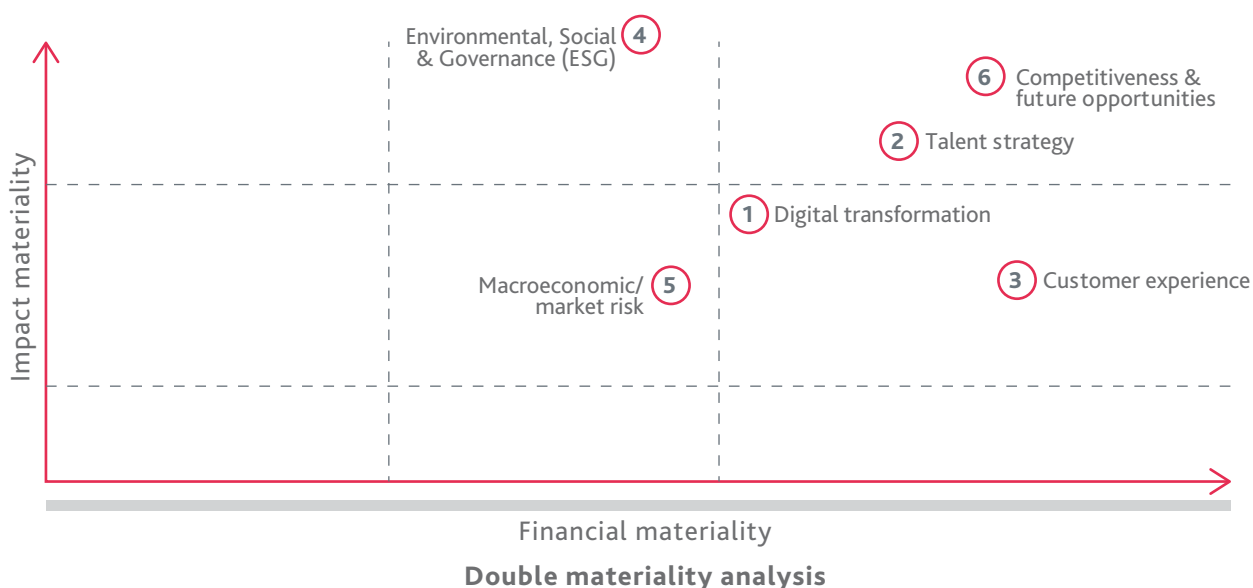 Environmental, Social
& Governance (ESG)
4
6
Competitiveness &
future opportunities
2
Talent strategy
1
Digital transformation
Macroeconomic/
market risk
5
3
Customer experience
Impact materiality
Financial materiality
Double materiality analysis